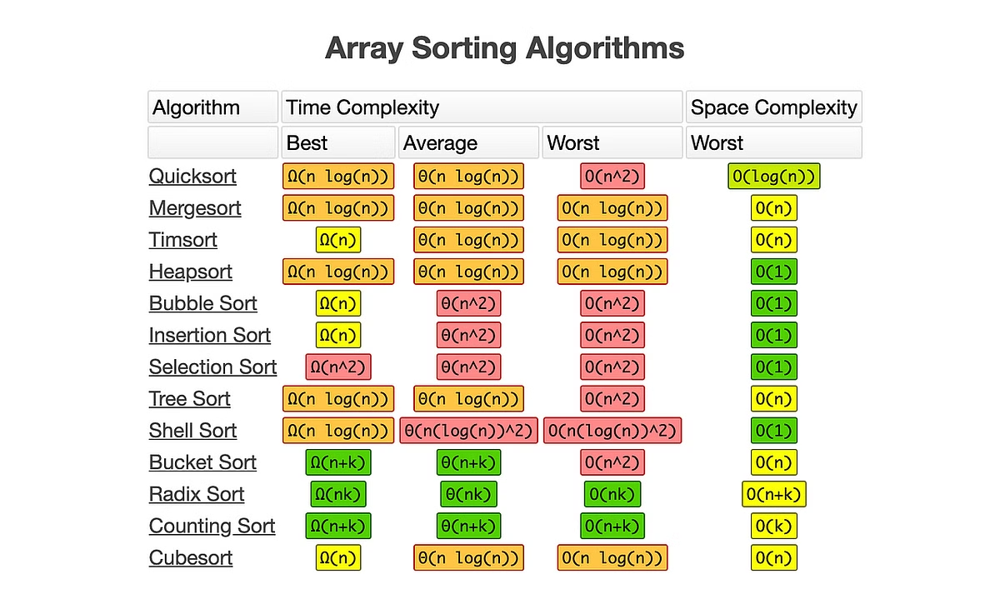 Array Sorting Algorithms
Algorithm Time Complexity Space Complexity
Best Average Worst Worst
Quicksort Ω(n log(n)) θ(n log(n)) O(n^2) O(log(n))
Mergesort Ω(n log(n)) θ(n log(n)) O(n log(n)) O(n)
Timsort Ω(n) θ(n log(n)) O(n log(n)) O(n)
Heapsort Ω(n log(n)) θ(n log(n)) O(n log(n)) O(1)
Bubble Sort Ω(n) θ(n^2) O(n^2) O(1)
Insertion Sort Ω(n) θ(n^2) O(n^2) O(1)
Selection Sort Ω(n^2) θ(n^2) O(n^2) O(1)
Tree Sort Ω(n log(n)) θ(n log(n)) O(n^2) O(n)
Shell Sort Ω(n log(n)) θ(n(log(n))^2) O(n(log(n))^2) O(1)
Bucket Sort Ω(n+k) θ(n+k) O(n^2) O(n)
Radix Sort Ω(nk) θ(nk) O(nk) O(n+k)
Counting Sort Ω(n+k) θ(n+k) O(n+k) O(k)
Cubesort Ω(n) θ(n log(n)) O(n log(n)) O(n)